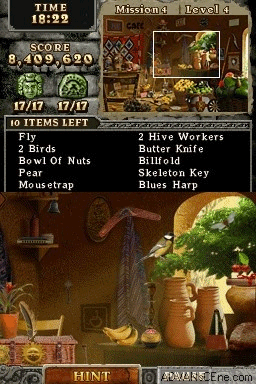 TIME
18:22
Mission 4 Level 4
SCORE
8,409,620
CAFE
17/17 17/17
10 ITEMS LEFT
Fly
2 Birds
Bowl Of Nuts
Pear
Mousetrap
2 Hive Workers
Butter Knife
Billfold
Skeleton Key
Blues Harp
HINT